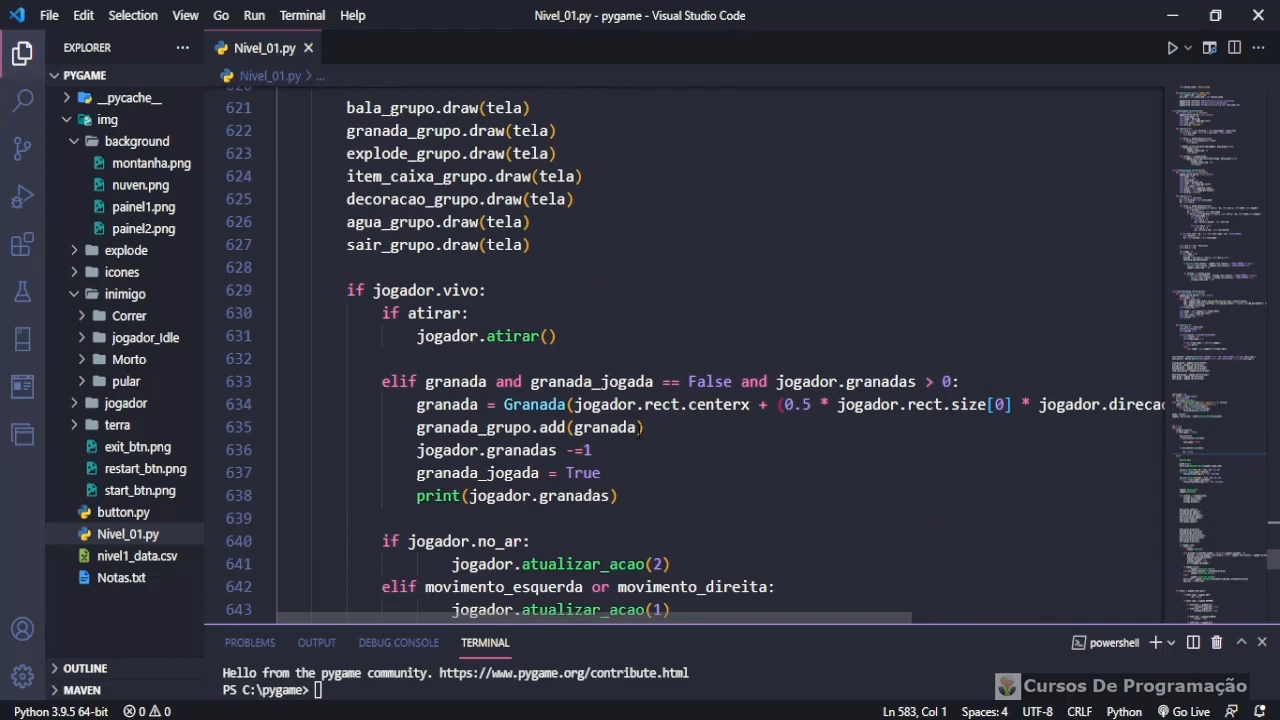 File Edit Selection View Go Run Terminal Help
Nivel_01.py - pygame - Visual Studio Code
EXPLORER
PYGAME
__pycache__
img
background
montanha.png
nuven.png
painel1.png
painel2.png
explode
icones
inimigo
Correr
jogador_Idle
Morto
pular
jogador
terra
exit_btn.png
restart_btn.png
start_btn.png
button.py
Nivel_01.py
nivel1_data.csv
Notas.txt
OUTLINE
MAVEN
Nivel_01.py
Nivel_01.py > ...
621 bala_grupo.draw(tela)
622 granada_grupo.draw(tela)
623 explode_grupo.draw(tela)
624 item_caixa_grupo.draw(tela)
625 decoracao_grupo.draw(tela)
626 agua_grupo.draw(tela)
627 sair_grupo.draw(tela)
628
629 if jogador.vivo:
630 if atirar:
631 jogador.atirar()
632
633 elif granada and granada_jogada == False and jogador.granadas > 0:
634 granada = Granada(jogador.rect.centerx + (0.5 * jogador.rect.size[0] * jogador.direcao
635 granada_grupo.add(granada)
636 jogador.granadas -=1
637 granada_jogada = True
638 print(jogador.granadas)
639
640 if jogador.no_ar:
641 jogador.atualizar_acao(2)
642 elif movimento_esquerda or movimento_direita:
643 jogador.atualizar_acao(1)
PROBLEMS OUTPUT DEBUG CONSOLE TERMINAL
powershell
Hello from the pygame community. https://www.pygame.org/contribute.html
PS C:\pygame>
Cursos De Programação
Python 3.9.5 64-bit 0 0 Ln 583, Col 1 Spaces: 4 UTF-8 CRLF Python Go Live